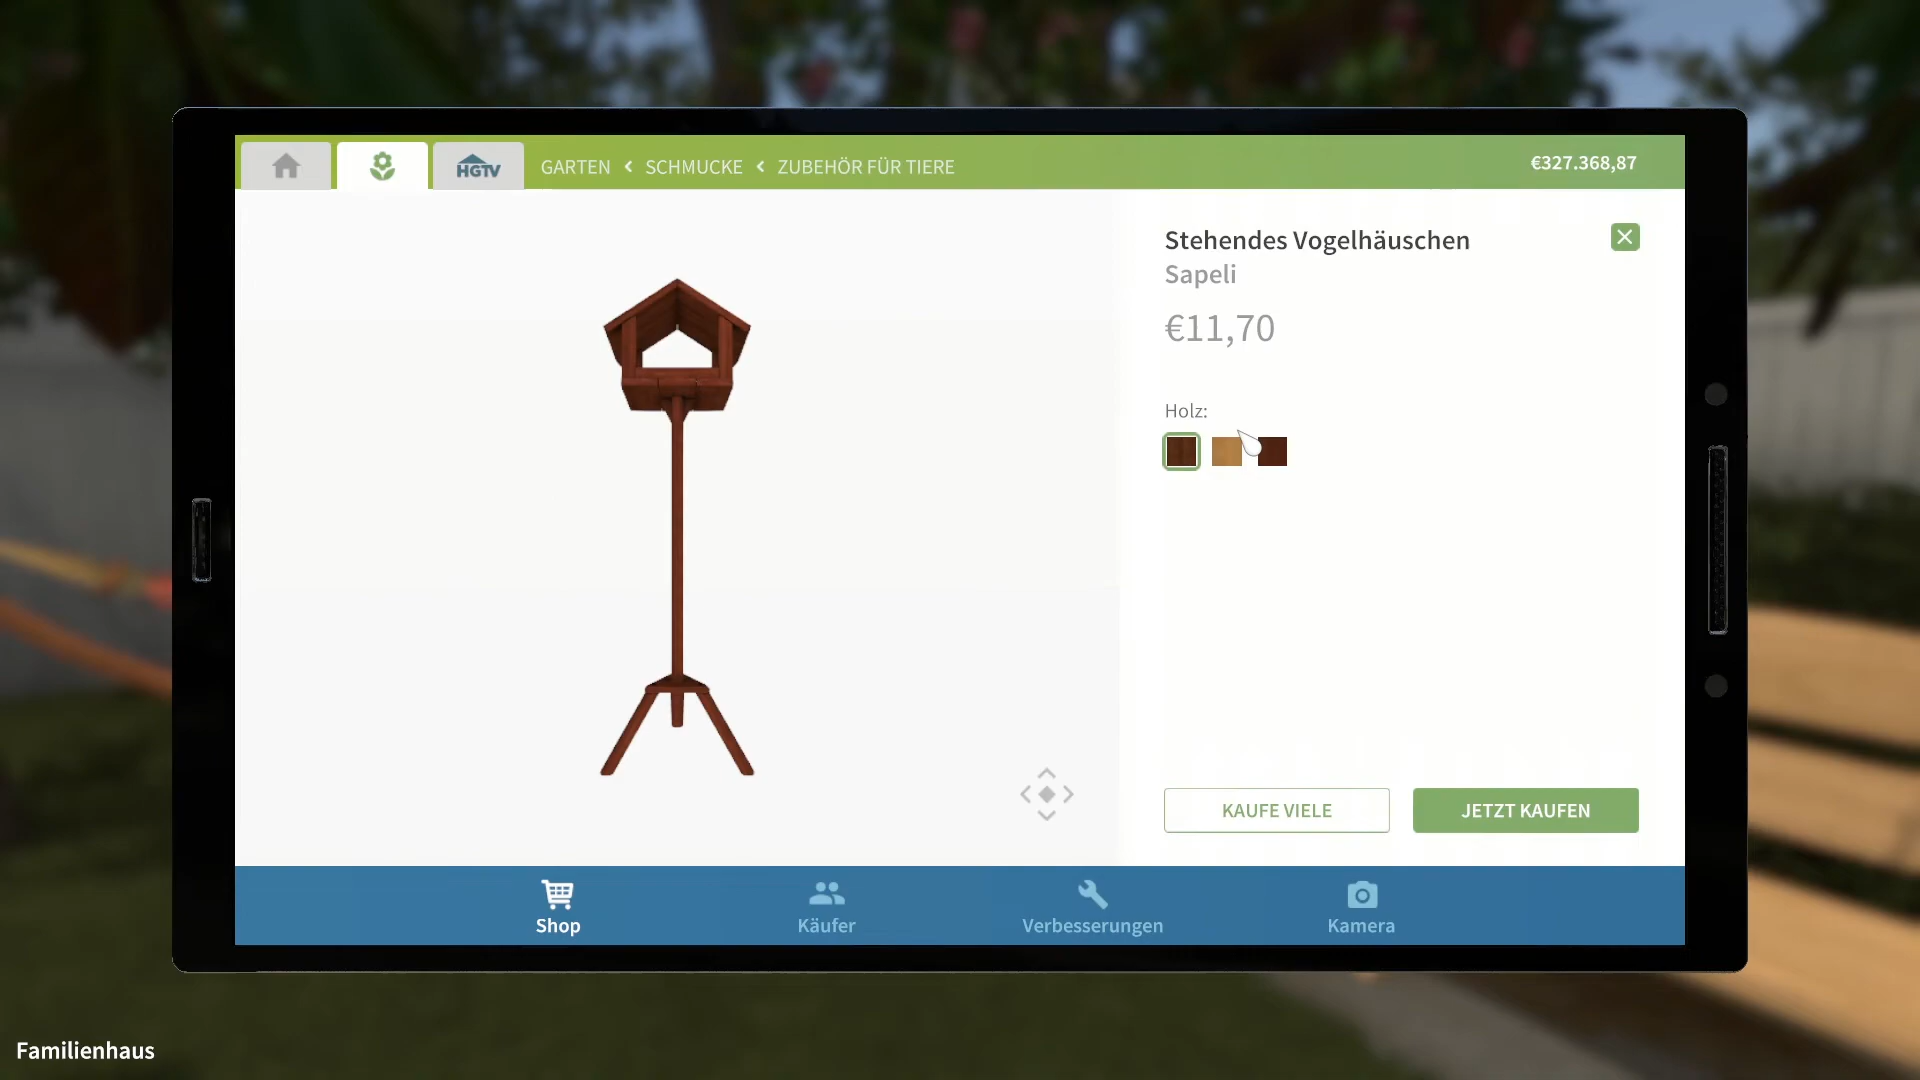 HGTV
GARTEN < SCHMUCKE < ZUBEHÖR FÜR TIERE
€327.368,87
Stehendes Vogelhäuschen
Sapeli
€11,70
Holz:
KAUFE VIELE
JETZT KAUFEN
Shop
Käufer
Verbesserungen
Kamera
Familienhaus